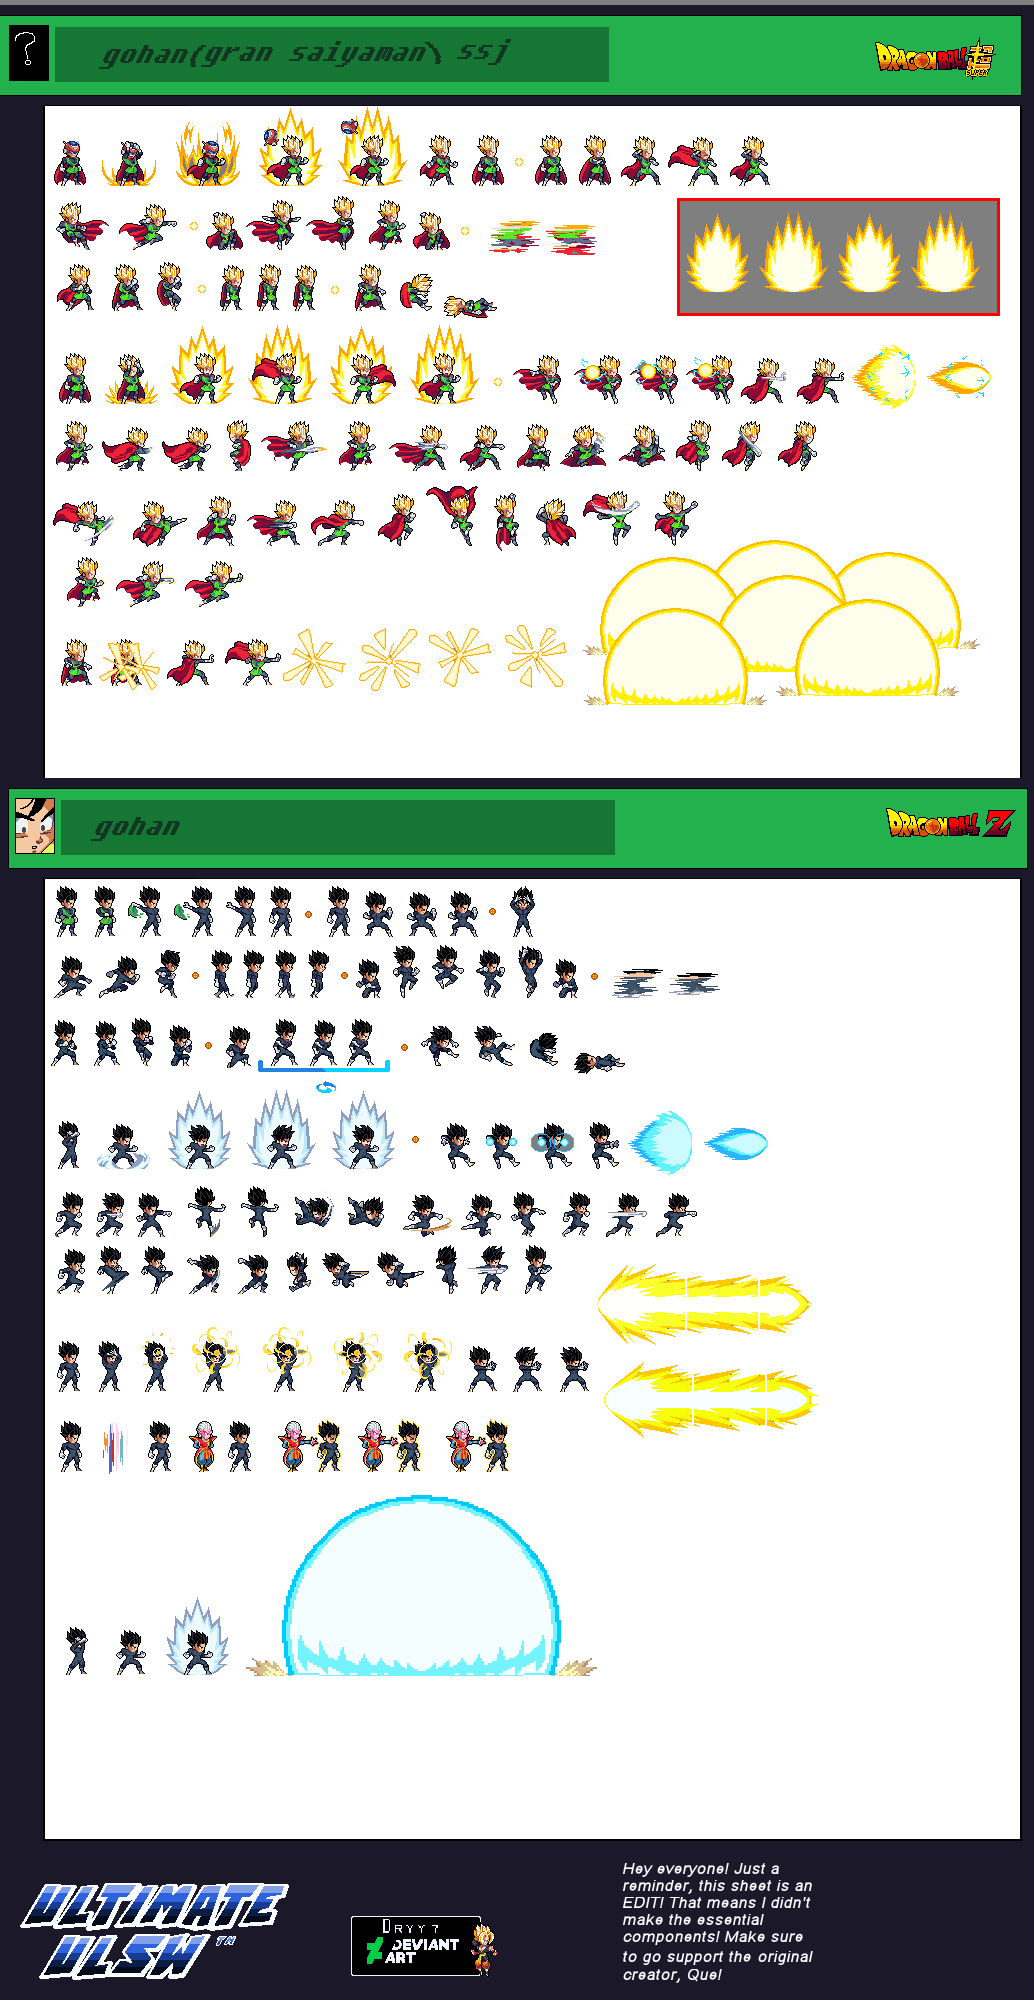 ?
gohan(gran saiyaman) ssj
DRAGON BALL 超
SUPER
gohan
DRAGON BALL Z
ULTIMATE
ULSW™
DRYY7
DEVIANT
ART
Hey everyone! Just a
reminder, this sheet is an
EDIT! That means I didn't
make the essential
components! Make sure
to go support the original
creator, Que!